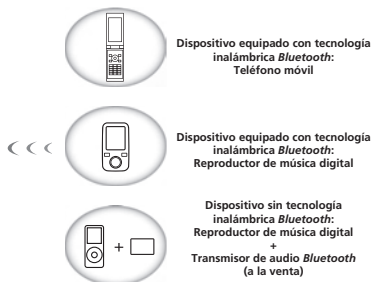 Dispositivo equipado con tecnología
inalámbrica Bluetooth:
Teléfono móvil
Dispositivo equipado con tecnología
inalámbrica Bluetooth:
Reproductor de música digital
Dispositivo sin tecnología
inalámbrica Bluetooth:
Reproductor de música digital
+
Transmisor de audio Bluetooth
(a la venta)
+